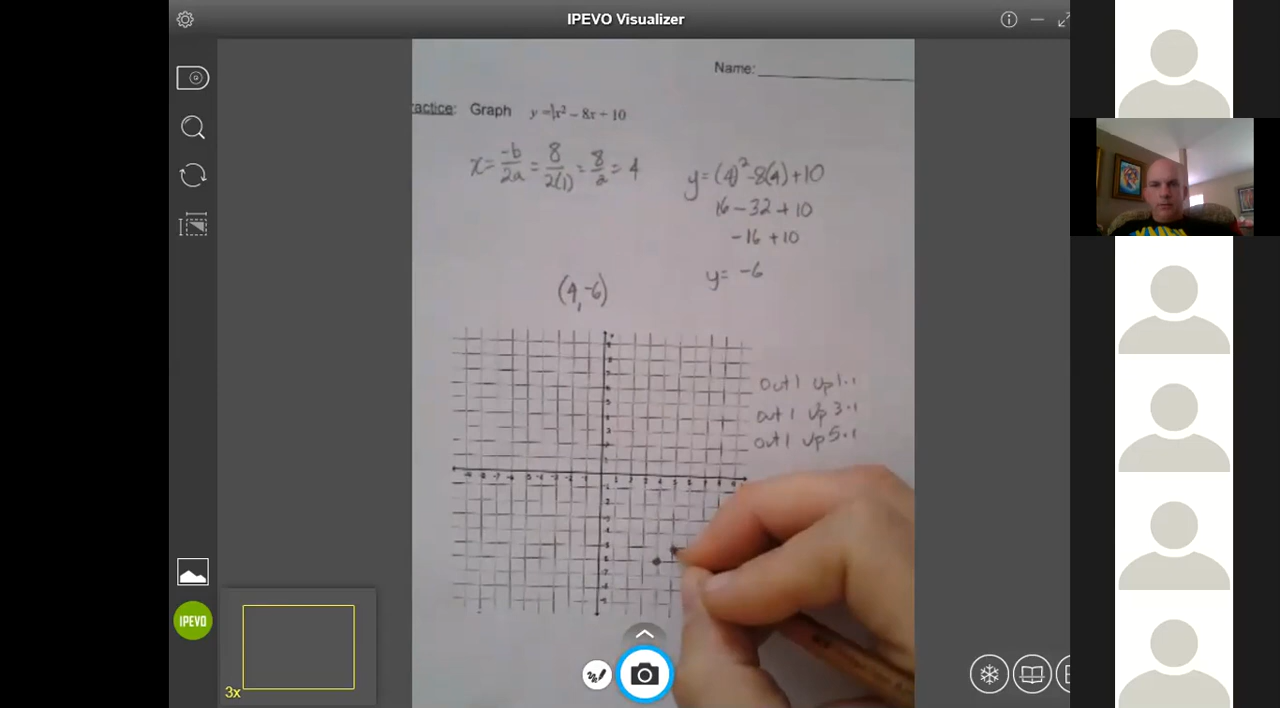 IPEVO Visualizer
Name:
ractice: Graph y = 1x² - 8x + 10
x = -b/2a = 8/2(1) = 8/2 = 4
y = (4)² - 8(4) + 10
16 - 32 + 10
-16 + 10
y = -6
(4, -6)
out 1 up 1·1
out 1 up 3·1
out 1 up 5·1
IPEVO
3x